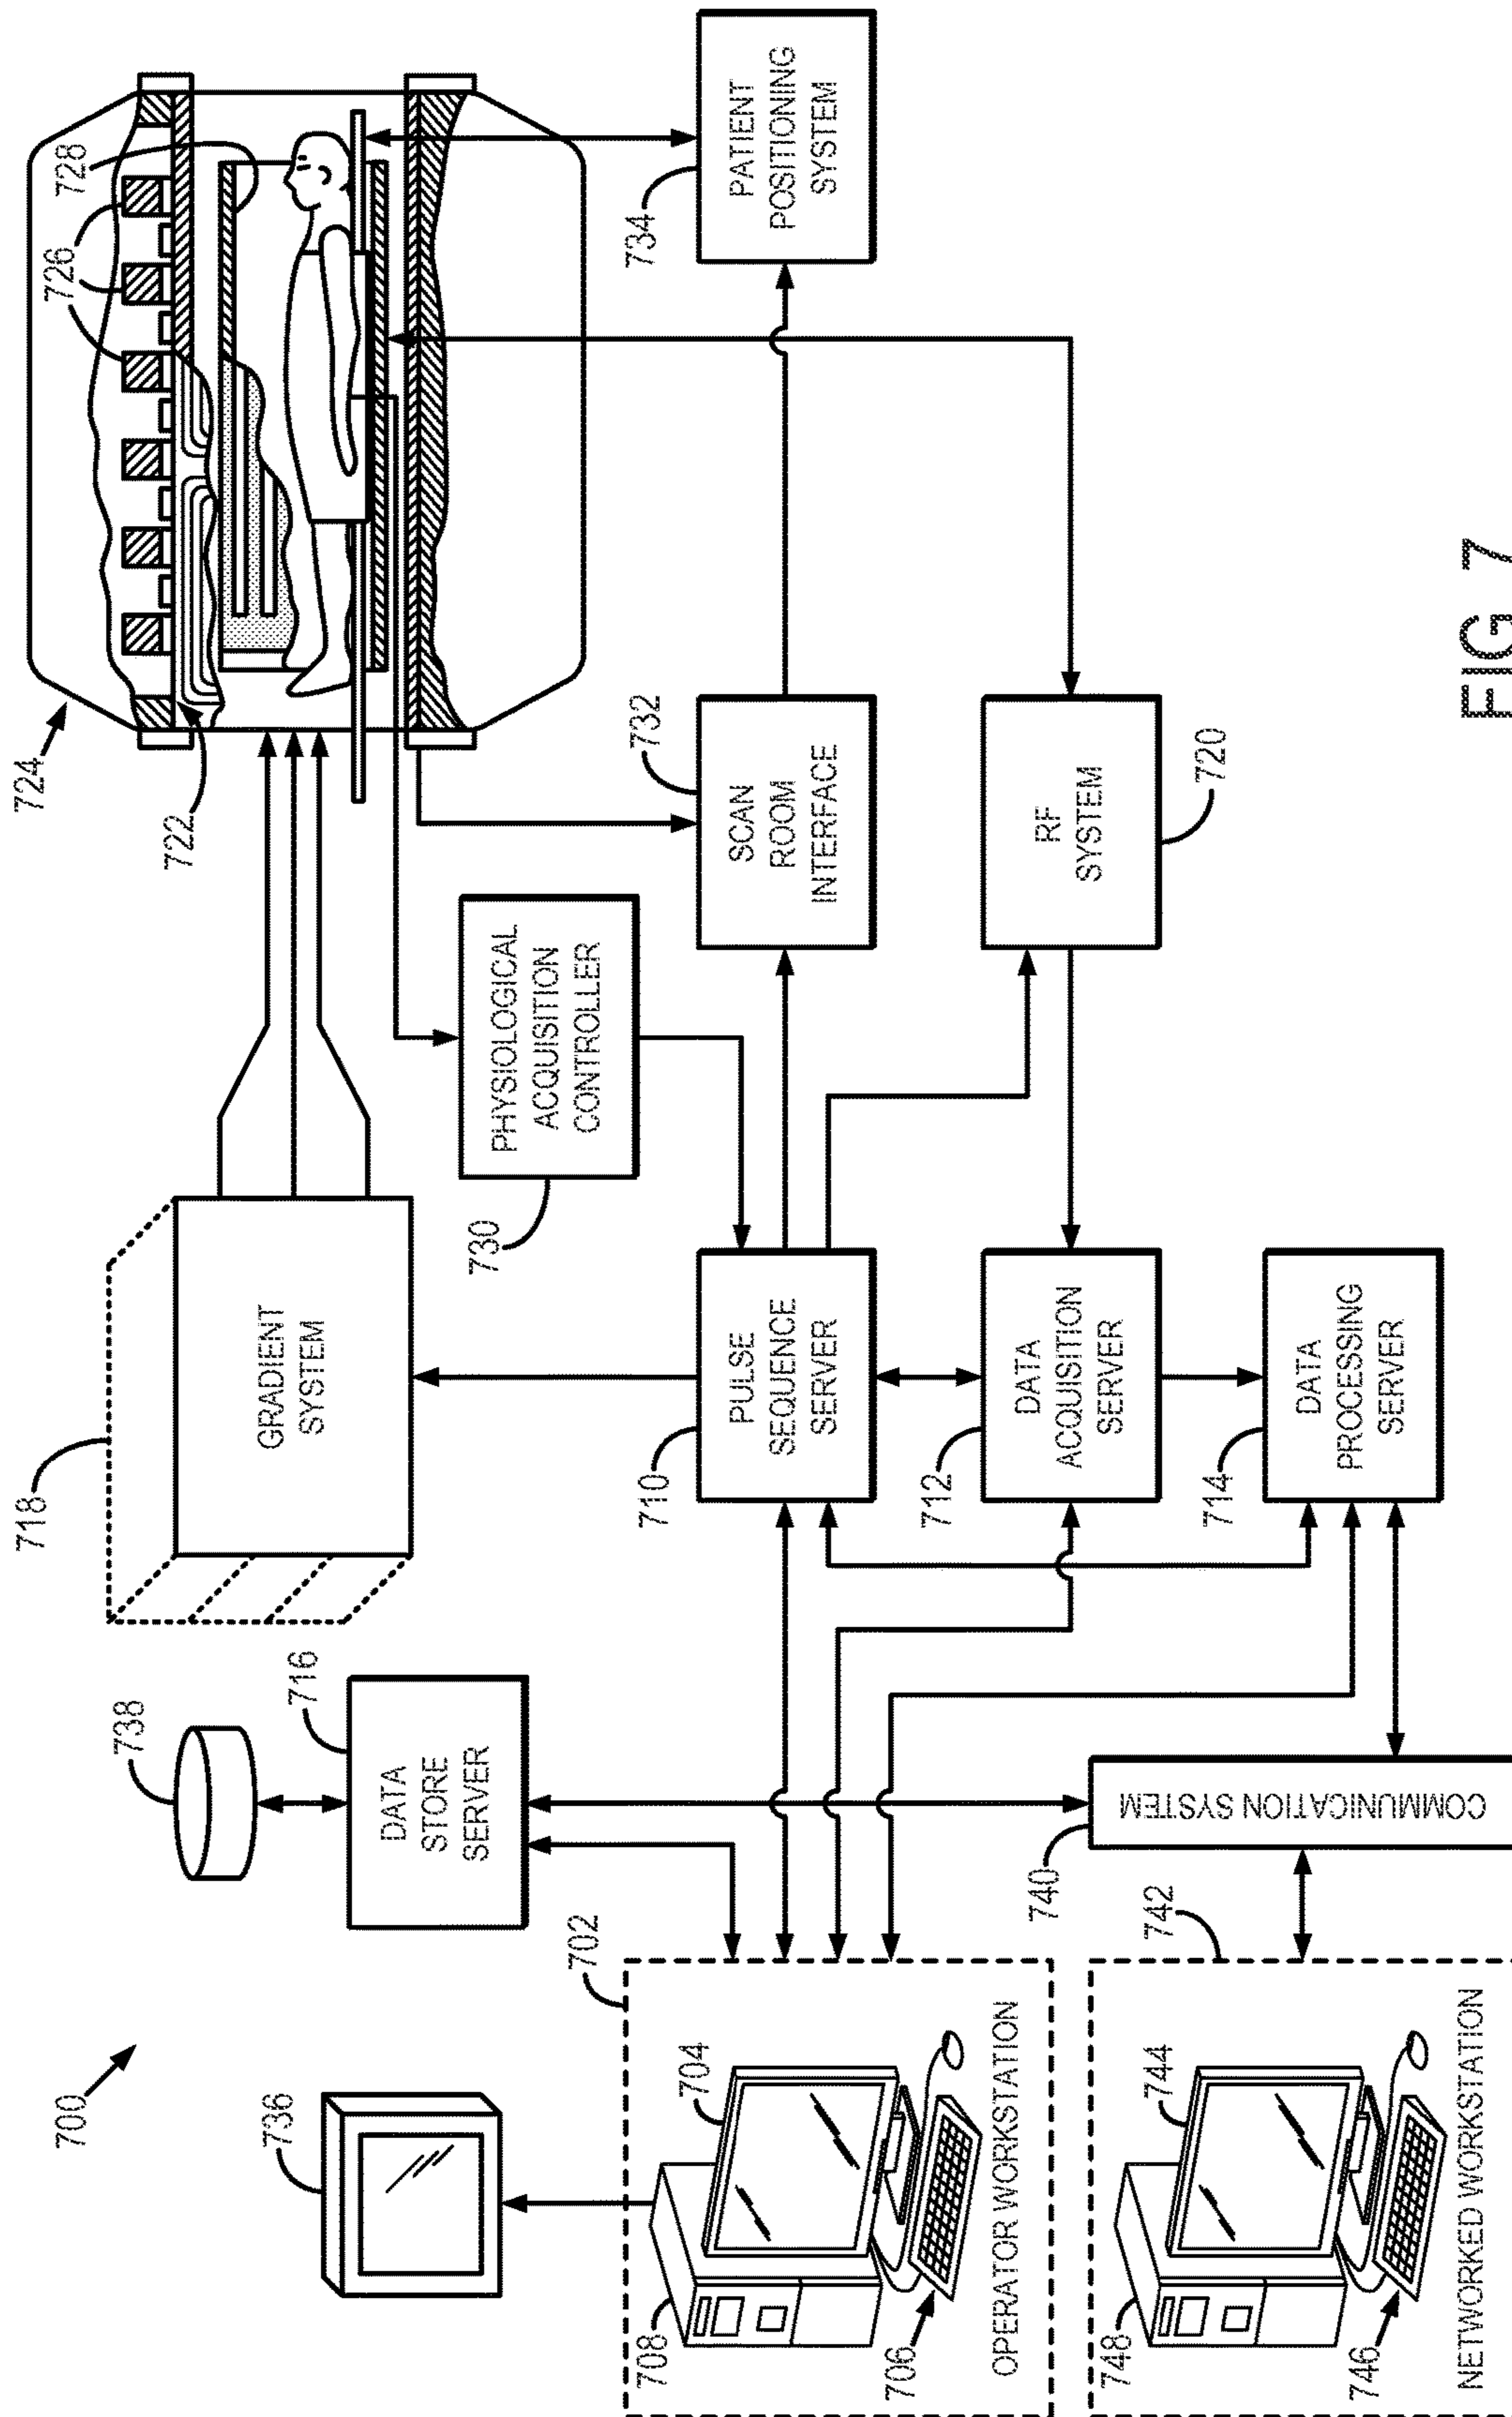 700
736
738
716
DATA
STORE
SERVER
718
GRADIENT
SYSTEM
724
722
726
728
702
708
704
706
OPERATOR WORKSTATION
710
PULSE
SEQUENCE
SERVER
730
PHYSIOLOGICAL
ACQUISITION
CONTROLLER
732
SCAN
ROOM
INTERFACE
734
PATIENT
POSITIONING
SYSTEM
712
DATA
ACQUISITION
SERVER
RF
SYSTEM
720
714
DATA
PROCESSING
SERVER
740
COMMUNICATION SYSTEM
742
748
744
746
NETWORKED WORKSTATION
FIG 7